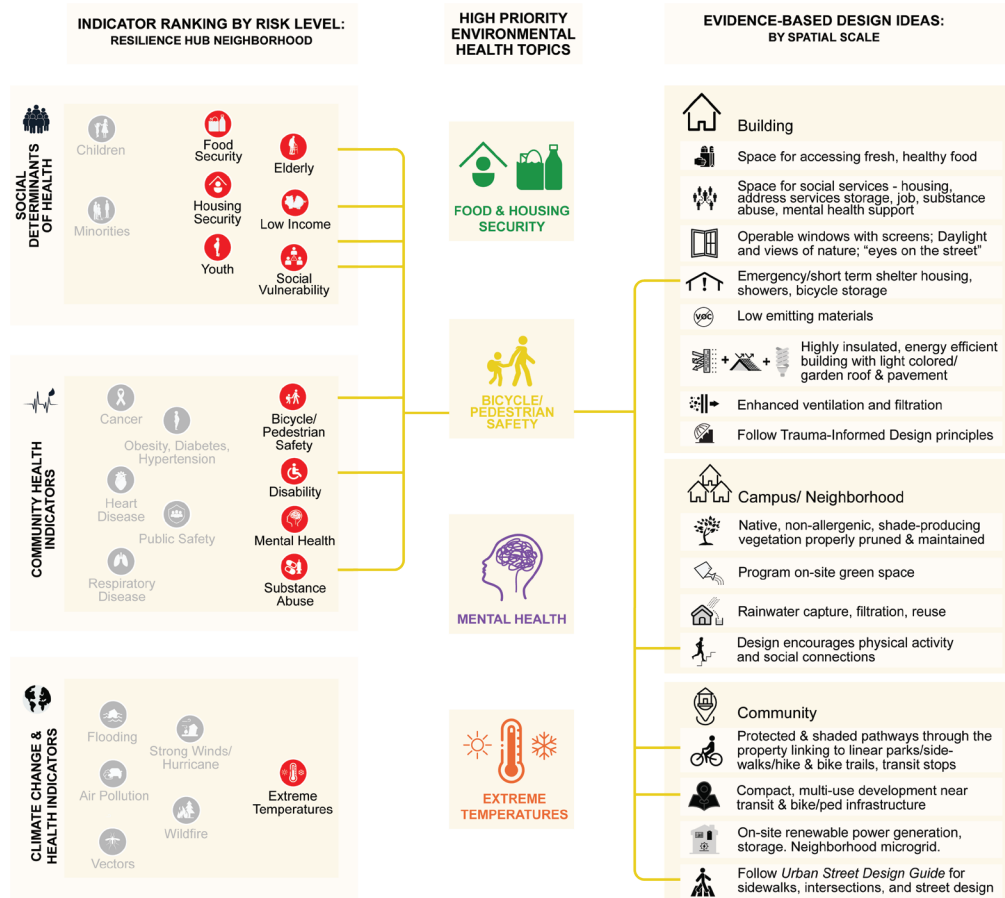 INDICATOR RANKING BY RISK LEVEL:
RESILIENCE HUB NEIGHBORHOOD
HIGH PRIORITY
ENVIRONMENTAL
HEALTH TOPICS
EVIDENCE-BASED DESIGN IDEAS:
BY SPATIAL SCALE
SOCIAL
DETERMINANTS
OF HEALTH
Children
Minorities
Food
Security
Housing
Security
Youth
Elderly
Low Income
Social
Vulnerability
COMMUNITY HEALTH
INDICATORS
Cancer
Obesity, Diabetes,
Hypertension
Heart
Disease
Public Safety
Respiratory
Disease
Bicycle/
Pedestrian
Safety
Disability
Mental Health
Substance
Abuse
CLIMATE CHANGE &
HEALTH INDICATORS
Flooding
Strong Winds/
Hurricane
Air Pollution
Wildfire
Vectors
Extreme
Temperatures
FOOD & HOUSING
SECURITY
BICYCLE/
PEDESTRIAN
SAFETY
MENTAL HEALTH
EXTREME
TEMPERATURES
Building
Space for accessing fresh, healthy food
Space for social services - housing,
address services storage, job, substance
abuse, mental health support
Operable windows with screens; Daylight
and views of nature; “eyes on the street”
Emergency/short term shelter housing,
showers, bicycle storage
voc
Low emitting materials
Highly insulated, energy efficient
building with light colored/
garden roof & pavement
Enhanced ventilation and filtration
Follow Trauma-Informed Design principles
Campus/ Neighborhood
Native, non-allergenic, shade-producing
vegetation properly pruned & maintained
Program on-site green space
Rainwater capture, filtration, reuse
Design encourages physical activity
and social connections
Community
Protected & shaded pathways through the
property linking to linear parks/side-
walks/hike & bike trails, transit stops
Compact, multi-use development near
transit & bike/ped infrastructure
On-site renewable power generation,
storage. Neighborhood microgrid.
Follow Urban Street Design Guide for
sidewalks, intersections, and street design